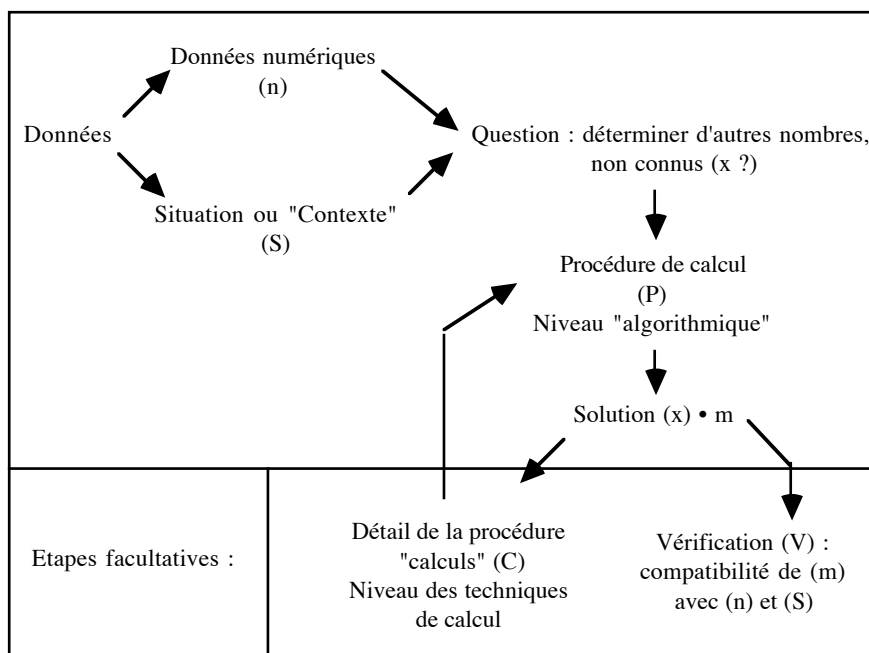 Données numériques
(n)
Données
Question : déterminer d'autres nombres,
non connus (x ?)
Situation ou "Contexte"
(S)
Procédure de calcul
(P)
Niveau "algorithmique"
Solution (x) • m
Etapes facultatives :
Détail de la procédure
"calculs" (C)
Niveau des techniques
de calcul
Vérification (V) :
compatibilité de (m)
avec (n) et (S)